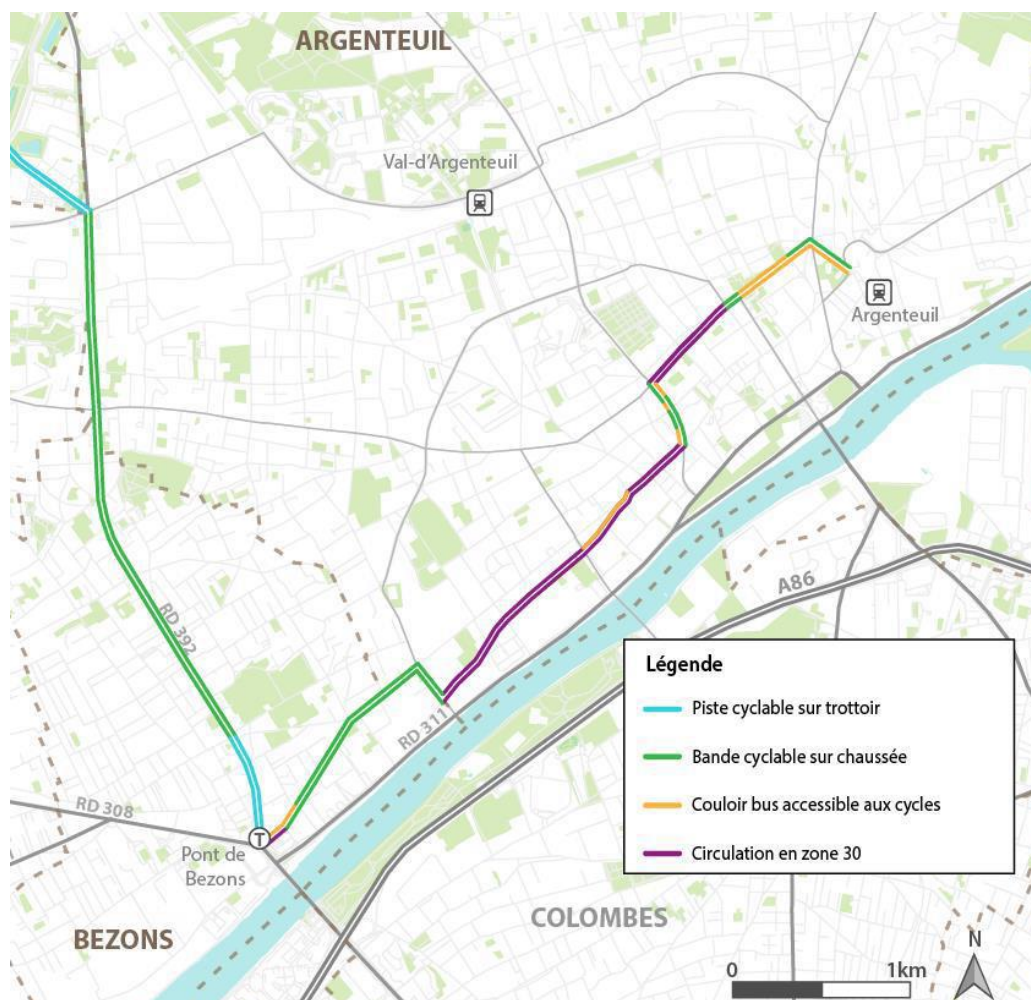 ARGENTEUIL
Val-d'Argenteuil
Argenteuil
RD 392
A86
RD 311
RD 308
T
Pont de
Bezons
BEZONS
COLOMBES
Légende
Piste cyclable sur trottoir
Bande cyclable sur chaussée
Couloir bus accessible aux cycles
Circulation en zone 30
N
0 1km